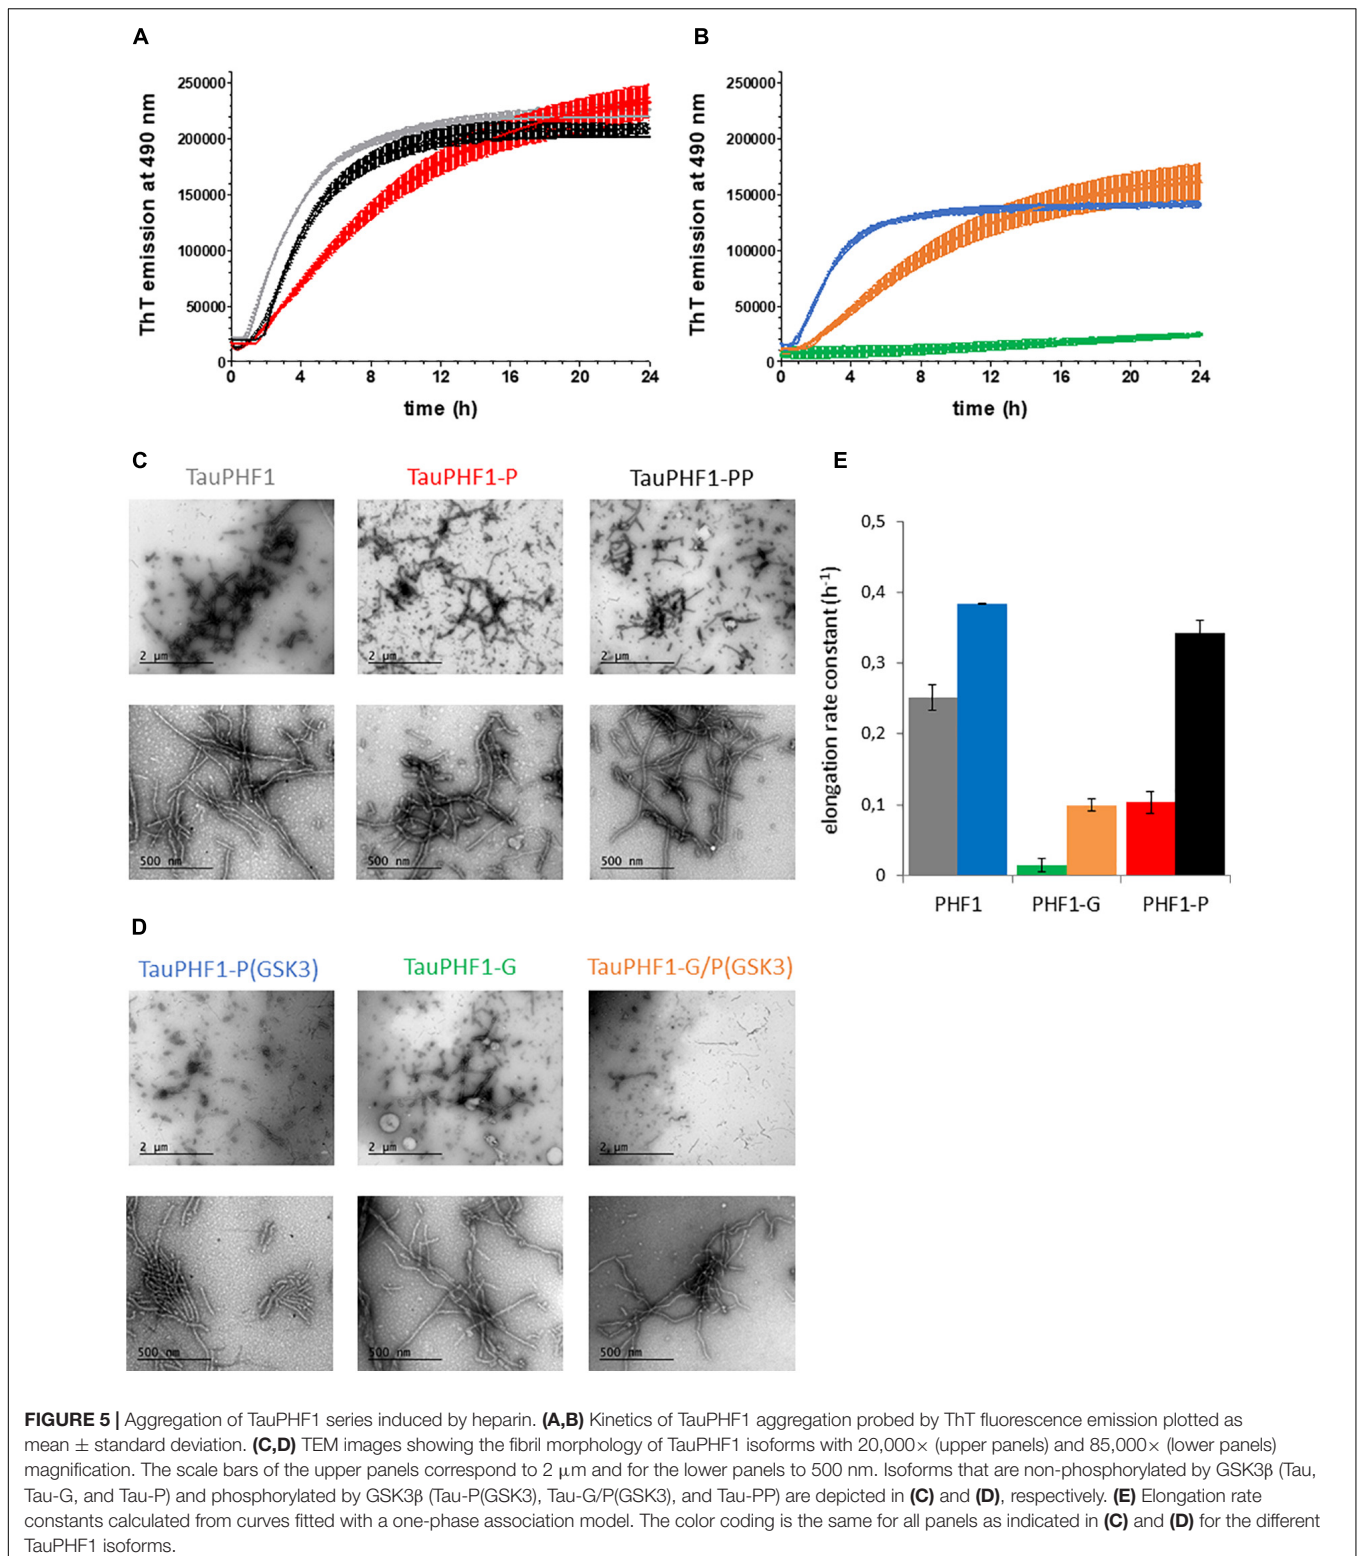 A
B
250000
200000
150000
100000
50000
0
ThT emission at 490 nm
0 4 8 12 16 20 24
time (h)
250000
200000
150000
100000
50000
0
ThT emission at 490 nm
0 4 8 12 16 20 24
time (h)
C
TauPHF1
TauPHF1-P
TauPHF1-PP
2 μm
2 μm
2 μm
500 nm
500 nm
500 nm
D
TauPHF1-P(GSK3)
TauPHF1-G
TauPHF1-G/P(GSK3)
2 μm
2 μm
2 μm
500 nm
500 nm
500 nm
E
0,5
0,4
0,3
0,2
0,1
0
elongation rate constant (h⁻¹)
PHF1 PHF1-G PHF1-P
FIGURE 5 | Aggregation of TauPHF1 series induced by heparin. (A,B) Kinetics of TauPHF1 aggregation probed by ThT fluorescence emission plotted as
mean ± standard deviation. (C,D) TEM images showing the fibril morphology of TauPHF1 isoforms with 20,000× (upper panels) and 85,000× (lower panels)
magnification. The scale bars of the upper panels correspond to 2 μm and for the lower panels to 500 nm. Isoforms that are non-phosphorylated by GSK3β (Tau,
Tau-G, and Tau-P) and phosphorylated by GSK3β (Tau-P(GSK3), Tau-G/P(GSK3), and Tau-PP) are depicted in (C) and (D), respectively. (E) Elongation rate
constants calculated from curves fitted with a one-phase association model. The color coding is the same for all panels as indicated in (C) and (D) for the different
TauPHF1 isoforms.